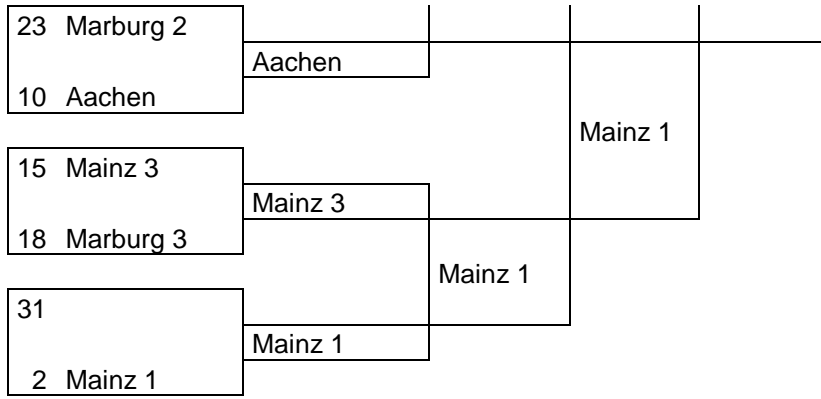 23 Marburg 2
Aachen
10 Aachen
Mainz 1
15 Mainz 3
Mainz 3
18 Marburg 3
Mainz 1
31
Mainz 1
2 Mainz 1